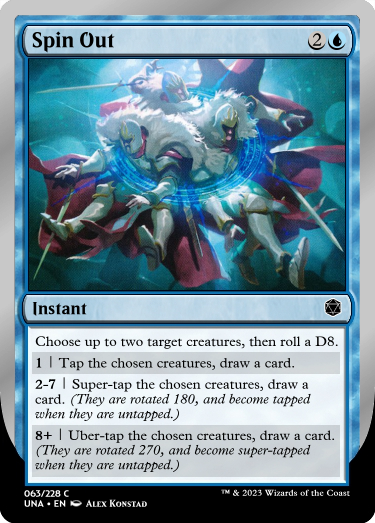 Spin Out 2
Instant
Choose up to two target creatures, then roll a D8.
1 | Tap the chosen creatures, draw a card.
2-7 | Super-tap the chosen creatures, draw a
card. (They are rotated 180, and become tapped
when they are untapped.)
8+ | Uber-tap the chosen creatures, draw a card.
(They are rotated 270, and become super-tapped
when they are untapped.)
063/228 C ™ & 2023 Wizards of the Coast
UNA • EN Alex Konstad